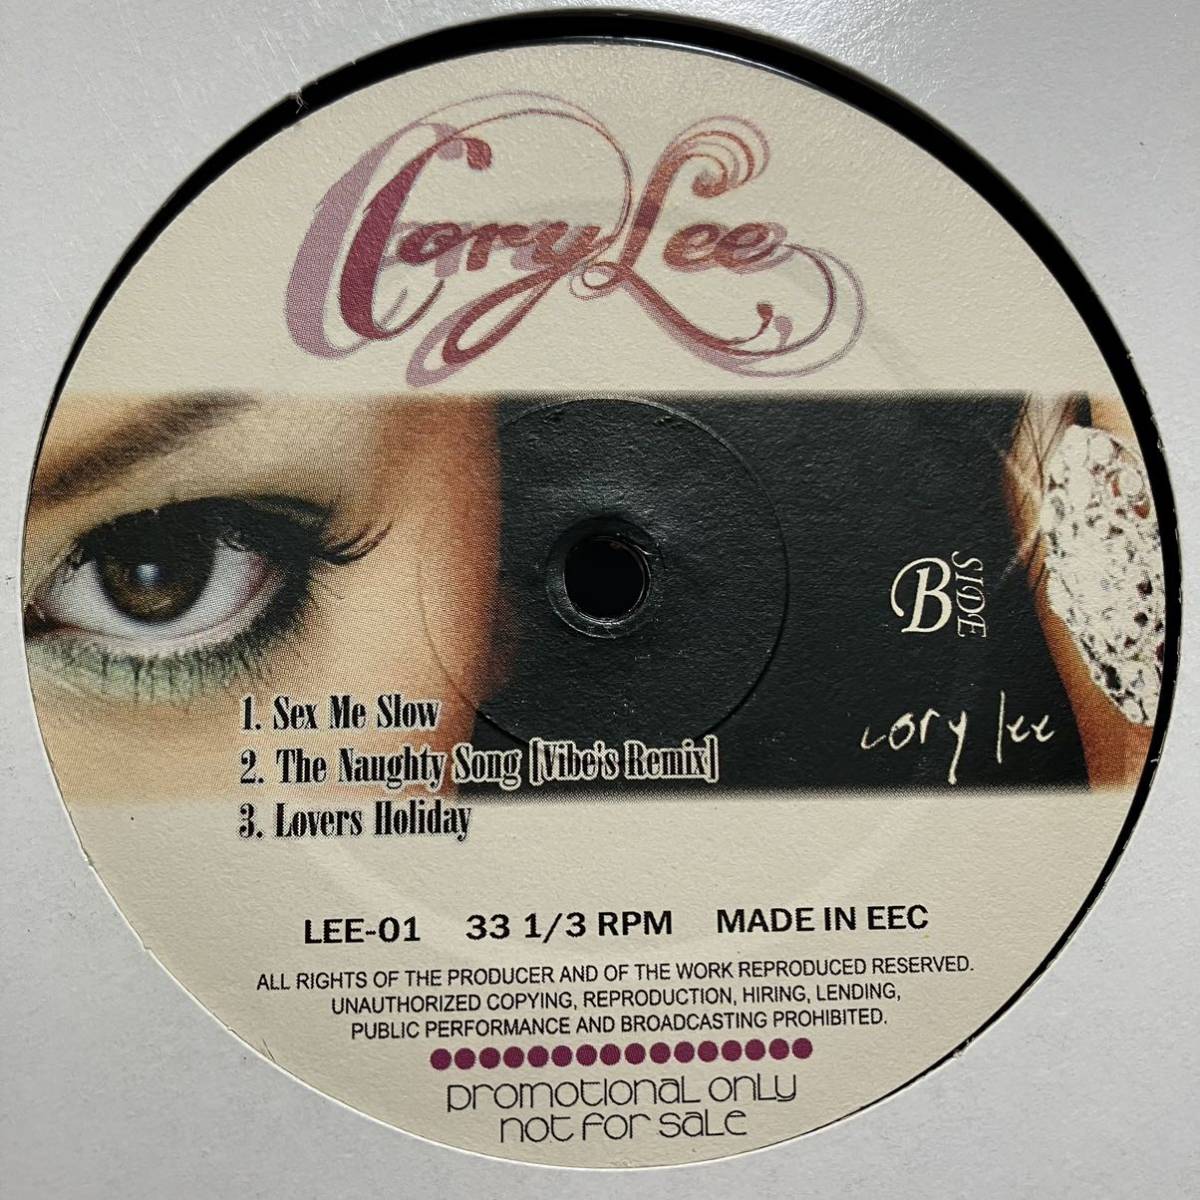 Cory Lee
B SIDE
cory lee
1. Sex Me Slow
2. The Naughty Song [Vibe's Remix]
3. Lovers Holiday
LEE-01 33 1/3 RPM MADE IN EEC
ALL RIGHTS OF THE PRODUCER AND OF THE WORK REPRODUCED RESERVED.
UNAUTHORIZED COPYING, REPRODUCTION, HIRING, LENDING,
PUBLIC PERFORMANCE AND BROADCASTING PROHIBITED.
promotional only
not for sale